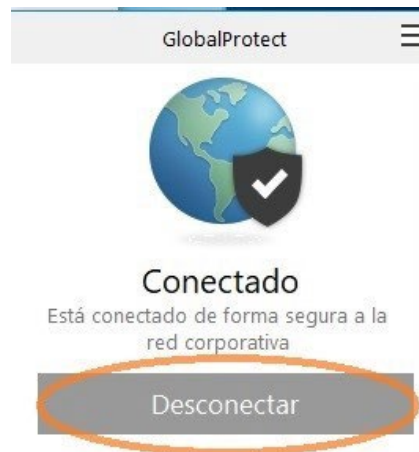 GlobalProtect
Conectado
Está conectado de forma segura a la
red corporativa
Desconectar